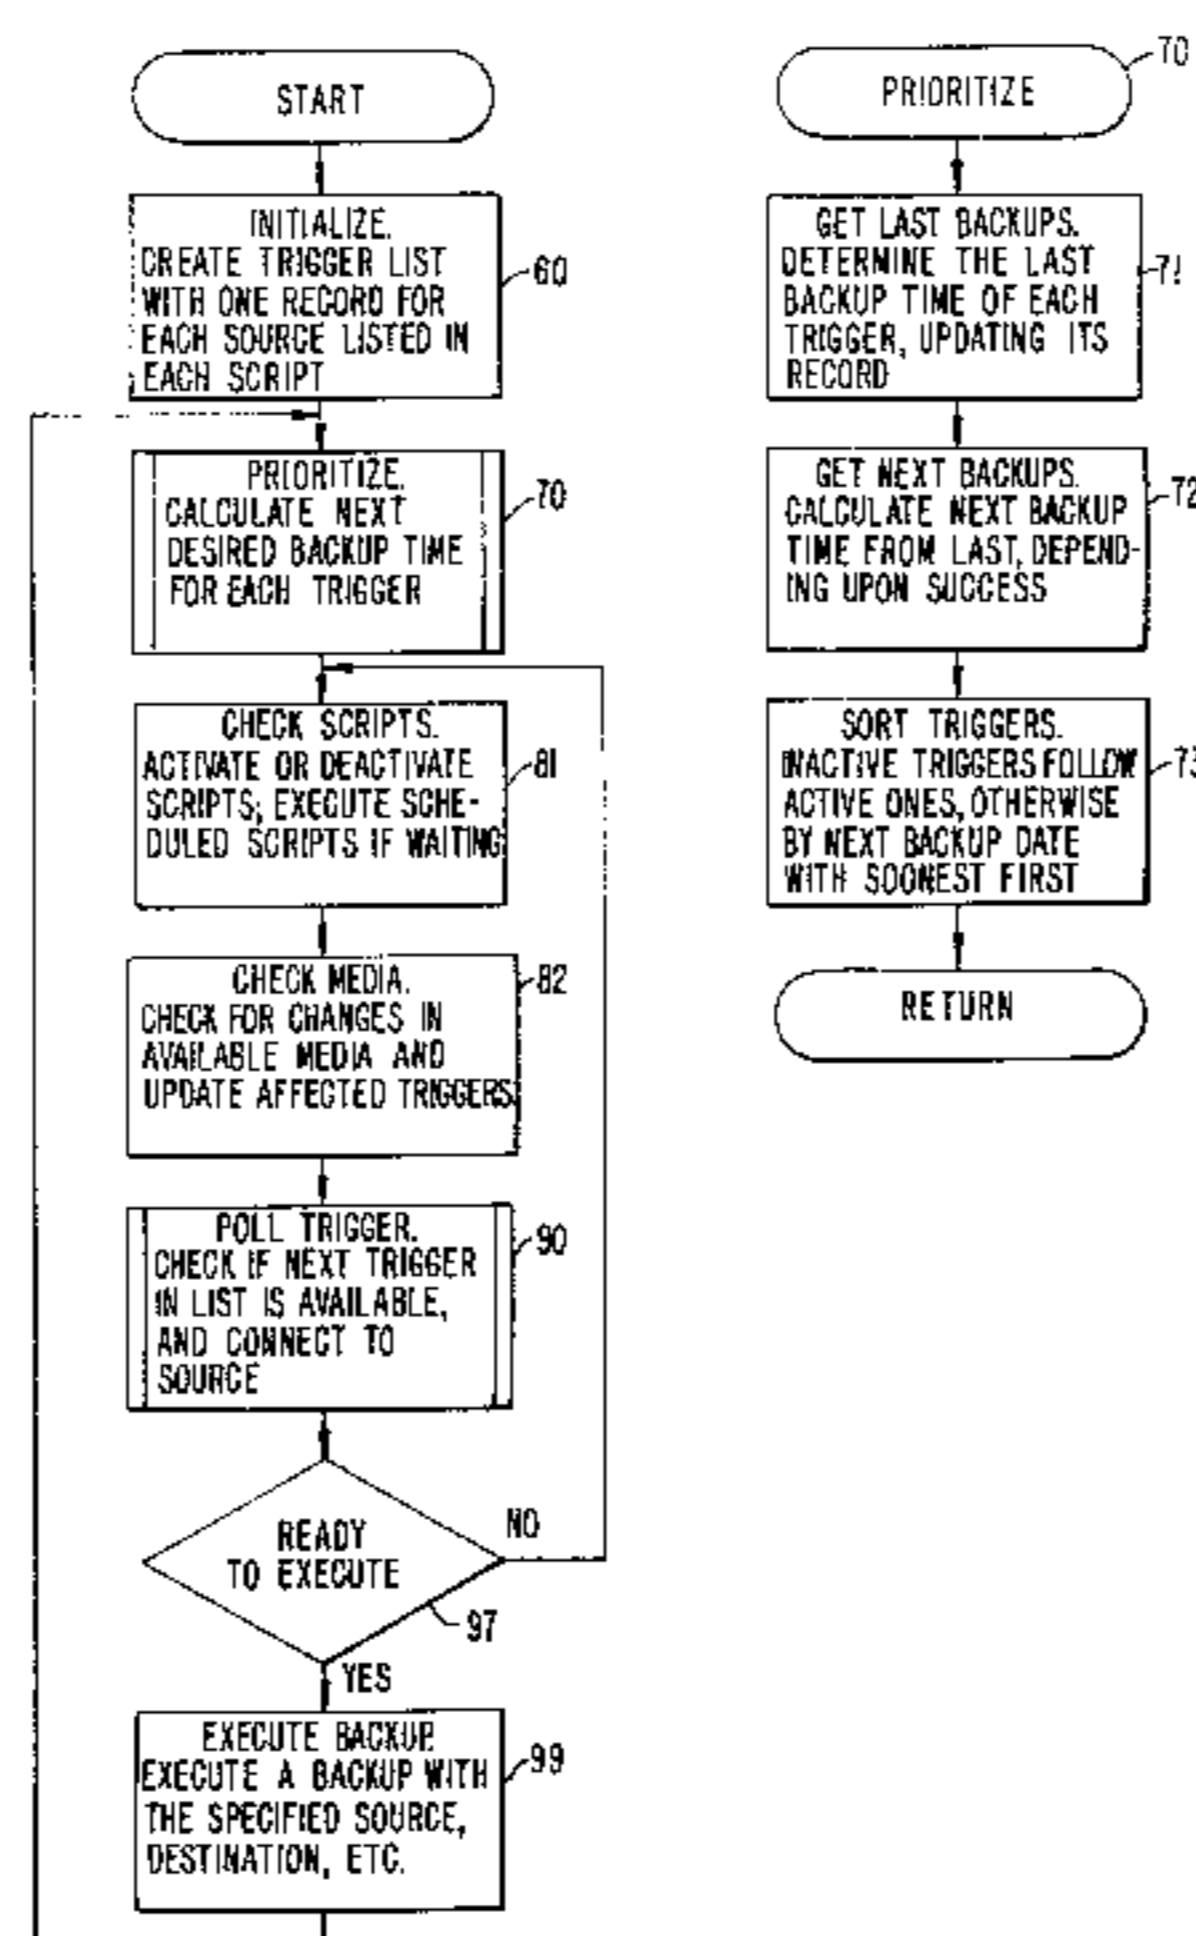 START
INITIALIZE.
CREATE TRIGGER LIST
WITH ONE RECORD FOR
EACH SOURCE LISTED IN
EACH SCRIPT
60
PRIORITIZE.
CALCULATE NEXT
DESIRED BACKUP TIME
FOR EACH TRIGGER
70
CHECK SCRIPTS.
ACTIVATE OR DEACTIVATE
SCRIPTS; EXECUTE SCHE-
DULED SCRIPTS IF WAITING
81
CHECK MEDIA.
CHECK FOR CHANGES IN
AVAILABLE MEDIA AND
UPDATE AFFECTED TRIGGERS.
82
POLL TRIGGER.
CHECK IF NEXT TRIGGER
IN LIST IS AVAILABLE,
AND CONNECT TO
SOURCE
90
READY
TO EXECUTE
NO
97
YES
EXECUTE BACKUP.
EXECUTE A BACKUP WITH
THE SPECIFIED SOURCE,
DESTINATION, ETC.
99
PRIORITIZE
70
GET LAST BACKUPS.
DETERMINE THE LAST
BACKUP TIME OF EACH
TRIGGER, UPDATING ITS
RECORD
71
GET NEXT BACKUPS.
CALCULATE NEXT BACKUP
TIME FROM LAST, DEPEND-
ING UPON SUCCESS
72
SORT TRIGGERS.
INACTIVE TRIGGERS FOLLOW
ACTIVE ONES, OTHERWISE
BY NEXT BACKUP DATE
WITH SOONEST FIRST
73
RETURN